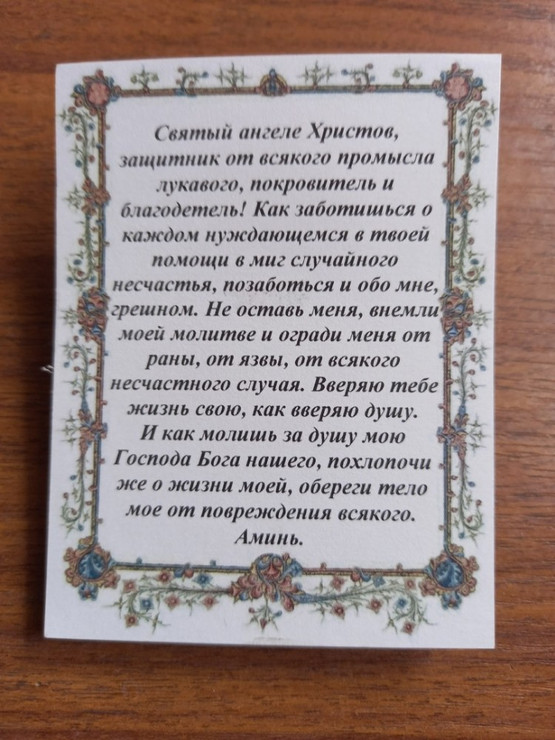 Святый ангеле Христов,
защитник от всякого промысла
лукавого, покровитель и
благодетель! Как заботишься о
каждом нуждающемся в твоей
помощи в миг случайного
несчастья, позаботься и обо мне,
грешном. Не оставь меня, внемли
моей молитве и огради меня от
раны, от язвы, от всякого
несчастного случая. Вверяю тебе
жизнь свою, как вверяю душу.
И как молишь за душу мою
Господа Бога нашего, похлопочи
же о жизни моей, обереги тело
мое от повреждения всякого.
Аминь.